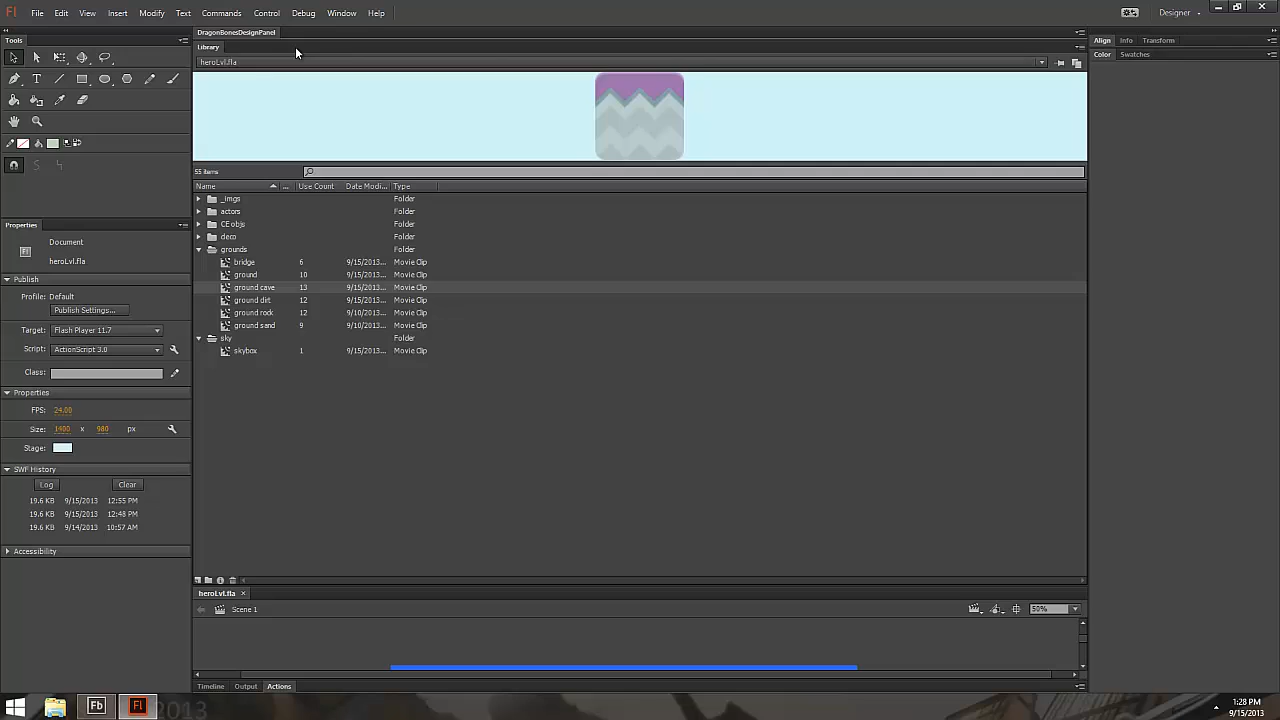 Fl File Edit View Insert Modify Text Commands Control Debug Window Help Designer
Tools
DragonBonesDesignPanel
Align Info Transform
Library
Color Swatches
heroLvl.fla
55 items
Name ... Use Count Date Modi... Type
_imgs Folder
actors Folder
CE objs Folder
deco Folder
grounds Folder
bridge 6 9/15/2013... Movie Clip
ground 10 9/15/2013... Movie Clip
ground cave 13 9/15/2013... Movie Clip
ground dirt 12 9/15/2013... Movie Clip
ground rock 12 9/10/2013... Movie Clip
ground sand 9 9/10/2013... Movie Clip
sky Folder
skybox 1 9/15/2013... Movie Clip
Properties
Document
Fl
heroLvl.fla
Publish
Profile: Default
Publish Settings...
Target: Flash Player 11.7
Script: ActionScript 3.0
Class:
Properties
FPS: 24.00
Size: 1400 x 980 px
Stage:
SWF History
Log Clear
19.6 KB 9/15/2013 12:55 PM
19.6 KB 9/15/2013 12:48 PM
19.6 KB 9/14/2013 10:57 AM
Accessibility
heroLvl.fla
Scene 1
50%
Timeline Output Actions
Fb Fl 2013
1:28 PM
9/15/2013